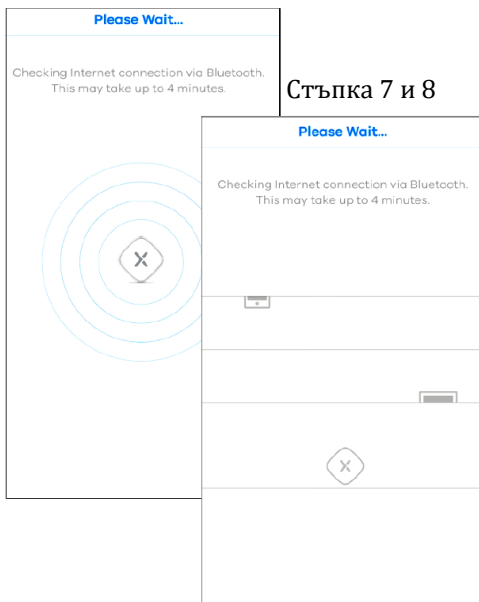 Please Wait...
Checking Internet connection via Bluetooth.
This may take up to 4 minutes.
Стъпка 7 и 8
Please Wait...
Checking Internet connection via Bluetooth.
This may take up to 4 minutes.